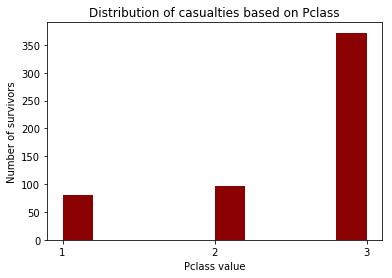 Distribution of casualties based on Pclass
Number of survivors
350
300
250
200
150
100
50
0
1 2 3
Pclass value